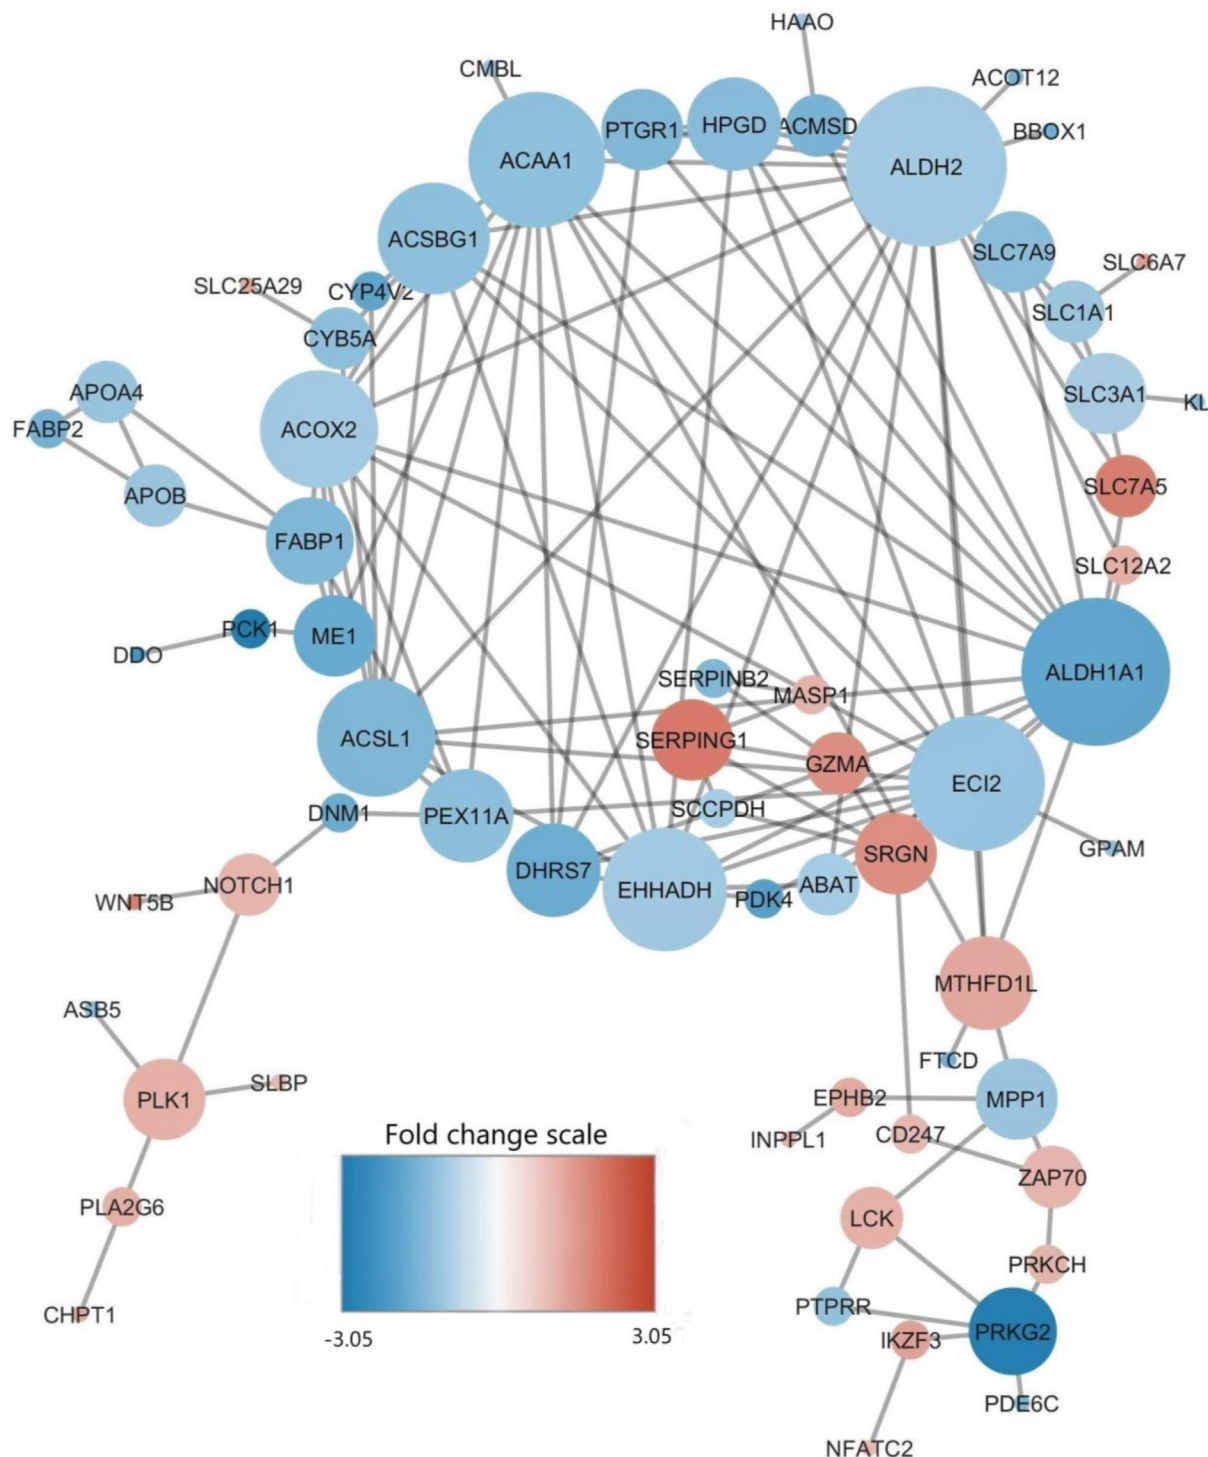 HAAO
CMBL
ACOT12
PTGR1
HPGD
ACMSD
BBOX1
ACAA1
ALDH2
ACSBG1
SLC7A9
SLC6A7
SLC25A29
CYP4V2
SLC1A1
CYB5A
APOA4
SLC3A1
KL
FABP2
ACOX2
SLC7A5
APOB
FABP1
SLC12A2
PCK1
ME1
DDO
ALDH1A1
SERPINB2
MASP1
ACSL1
SERPING1
GZMA
ECI2
SCCPDH
DNM1
PEX11A
GPAM
SRGN
DHRS7
EHHADH
ABAT
PDK4
NOTCH1
WNT5B
MTHFD1L
ASB5
FTCD
SLBP
PLK1
EPHB2
MPP1
INPPL1
CD247
Fold change scale
ZAP70
PLA2G6
LCK
PRKCH
CHPT1
PTPRR
-3.05
3.05
IKZF3
PRKG2
PDE6C
NFATC2